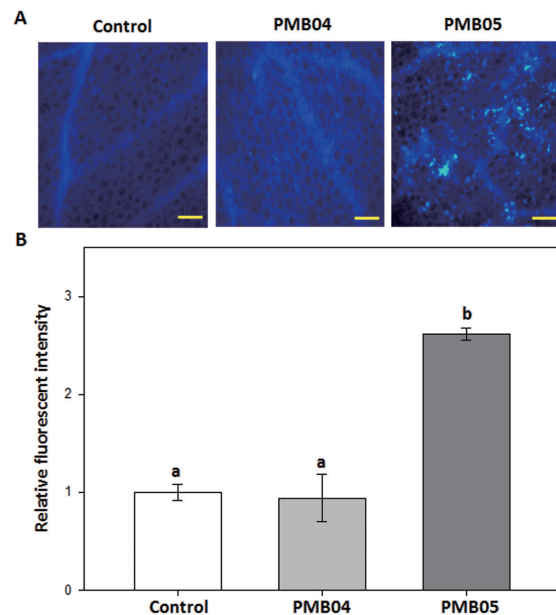 A
Control PMB04 PMB05
B
Relative fluorescent intensity
3
2
1
0
a
a
b
Control PMB04 PMB05